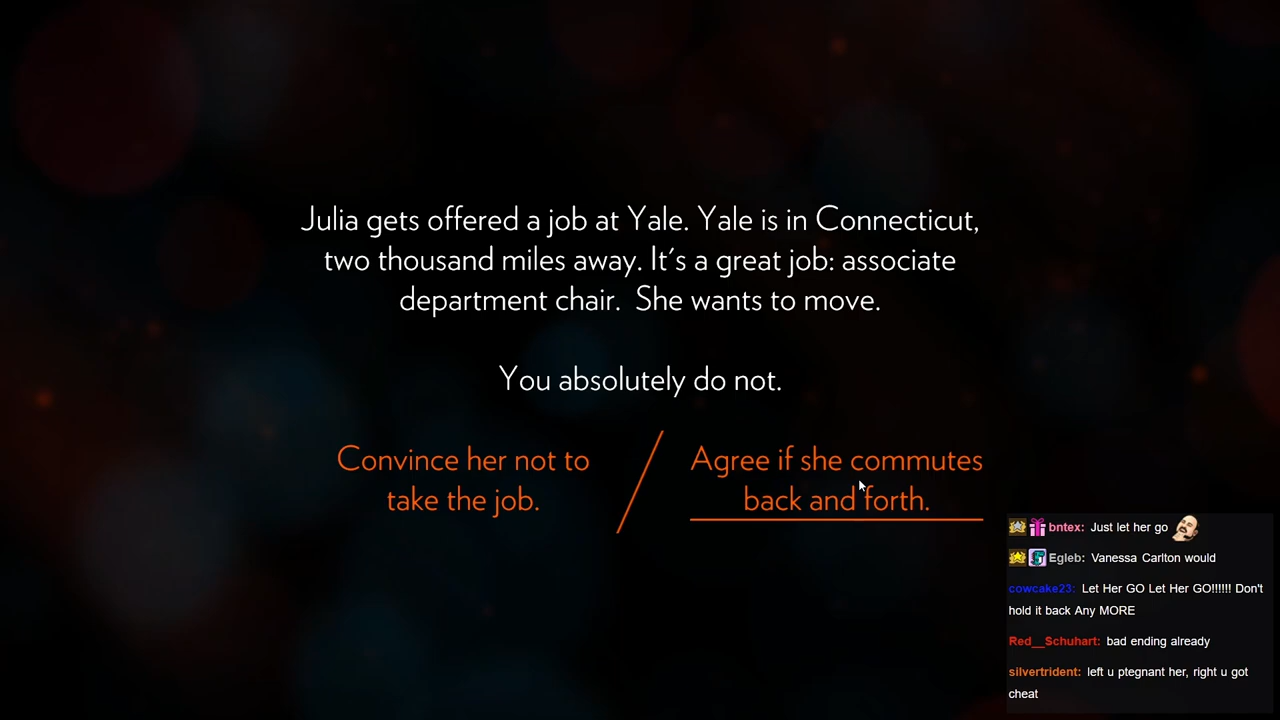 Julia gets offered a job at Yale. Yale is in Connecticut,
two thousand miles away. It's a great job: associate
department chair.  She wants to move.
You absolutely do not.
Convince her not to
take the job.
Agree if she commutes
back and forth.
bntex: Just let her go
Egleb: Vanessa Carlton would
cowcake23: Let Her GO Let Her GO!!!!!! Don't
hold it back Any MORE
Red__Schuhart: bad ending already
silvertrident: left u ptegnant her, right u got
cheat